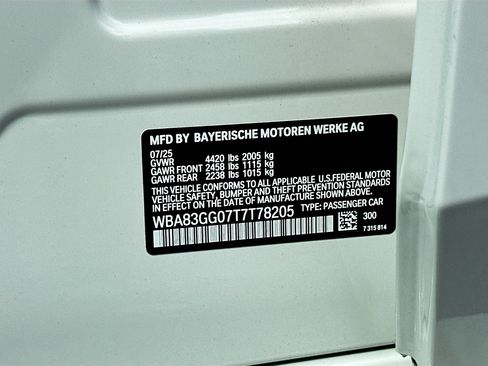 MFD BY BAYERISCHE MOTOREN WERKE AG
07/25
GVWR 4420 lbs 2005 kg
GAWR FRONT 2458 lbs 1115 kg
GAWR REAR 2238 lbs 1015 kg
THIS VEHICLE CONFORMS TO ALL APPLICABLE U.S.FEDERAL MOTOR
VEHICLE SAFETY, BUMPER AND THEFT PREVENTION STANDARDS
IN EFFECT ON THE DATE OF MANUFACTURE SHOWN ABOVE.
WBA83GG07T7T78205 TYPE: PASSENGER CAR
300
7 315 814